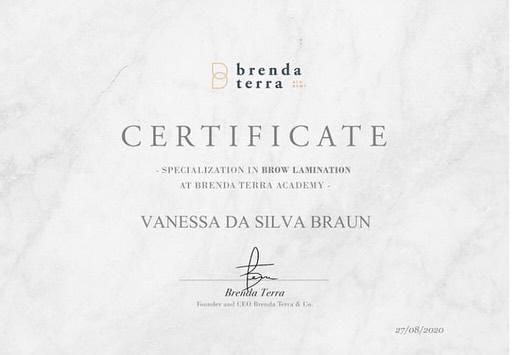 brenda
terra
CERTIFICATE
- SPECIALIZATION IN BROW LAMINATION
AT BRENDA TERRA ACADEMY -
VANESSA DA SILVA BRAUN
Brenda Terra
Founder and CEO Brenda Terra & Co.
27/08/2020